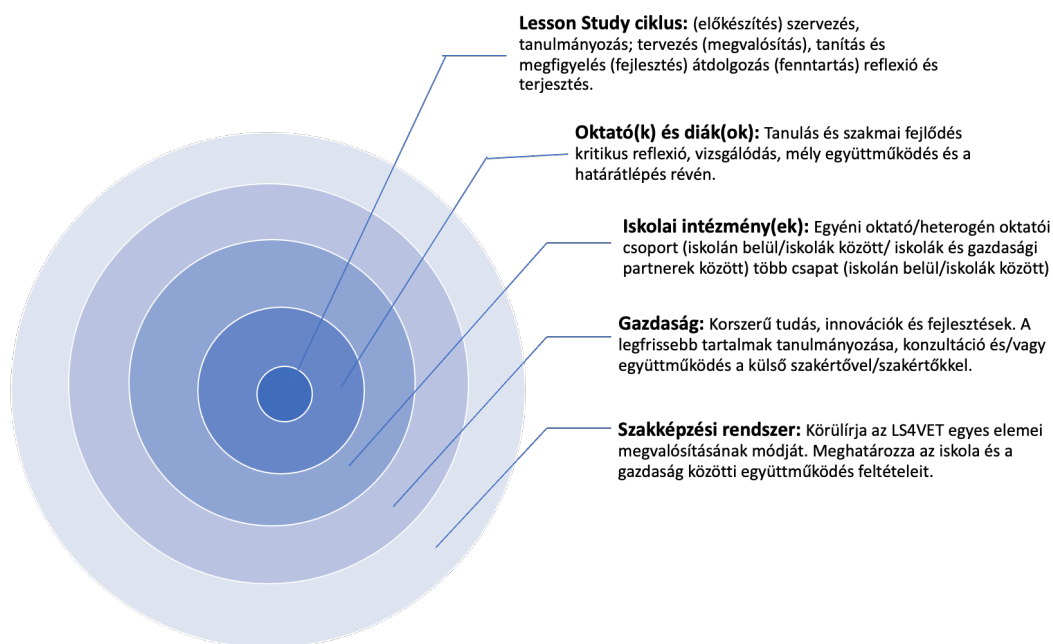 Lesson Study ciklus: (előkészítés) szervezés,
tanulmányozás; tervezés (megvalósítás), tanítás és
megfigyelés (fejlesztés) átdolgozás (fenntartás) reflexió és
terjesztés.
Oktató(k) és diák(ok): Tanulás és szakmai fejlődés
kritikus reflexió, vizsgálódás, mély együttműködés és a
határátlépés révén.
Iskolai intézmény(ek): Egyéni oktató/heterogén oktatói
csoport (iskolán belül/iskolák között/ iskolák és gazdasági
partnerek között) több csapat (iskolán belül/iskolák között)
Gazdaság: Korszerű tudás, innovációk és fejlesztések. A
legfrissebb tartalmak tanulmányozása, konzultáció és/vagy
együttműködés a külső szakértővel/szakértőkkel.
Szakképzési rendszer: Körülírja az LS4VET egyes elemei
megvalósításának módját. Meghatározza az iskola és a
gazdaság közötti együttműködés feltételeit.